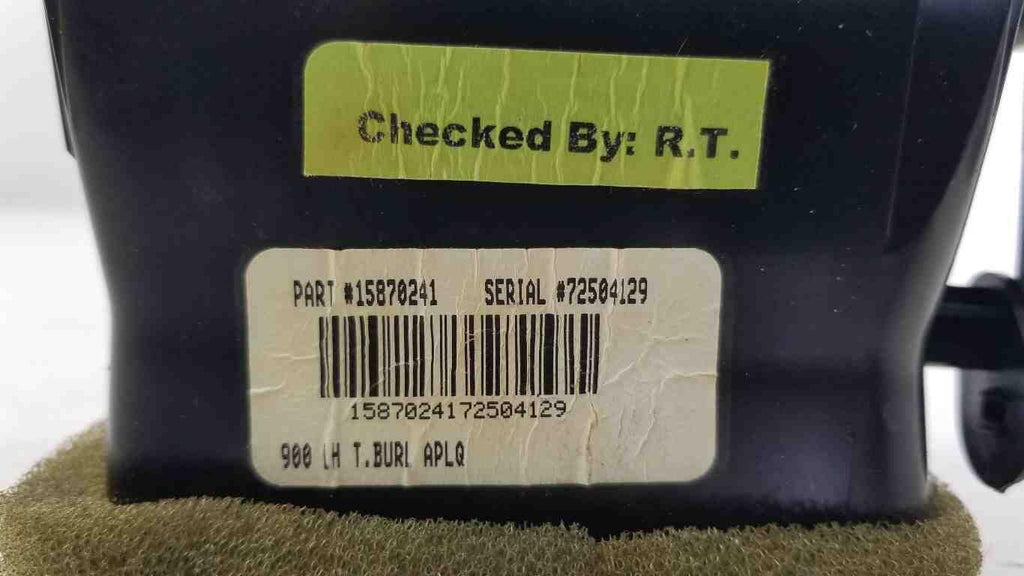 Checked By: R.T.
PART #15870241 SERIAL #72504129
1587024172504129
900 LH T.BURL APLQ